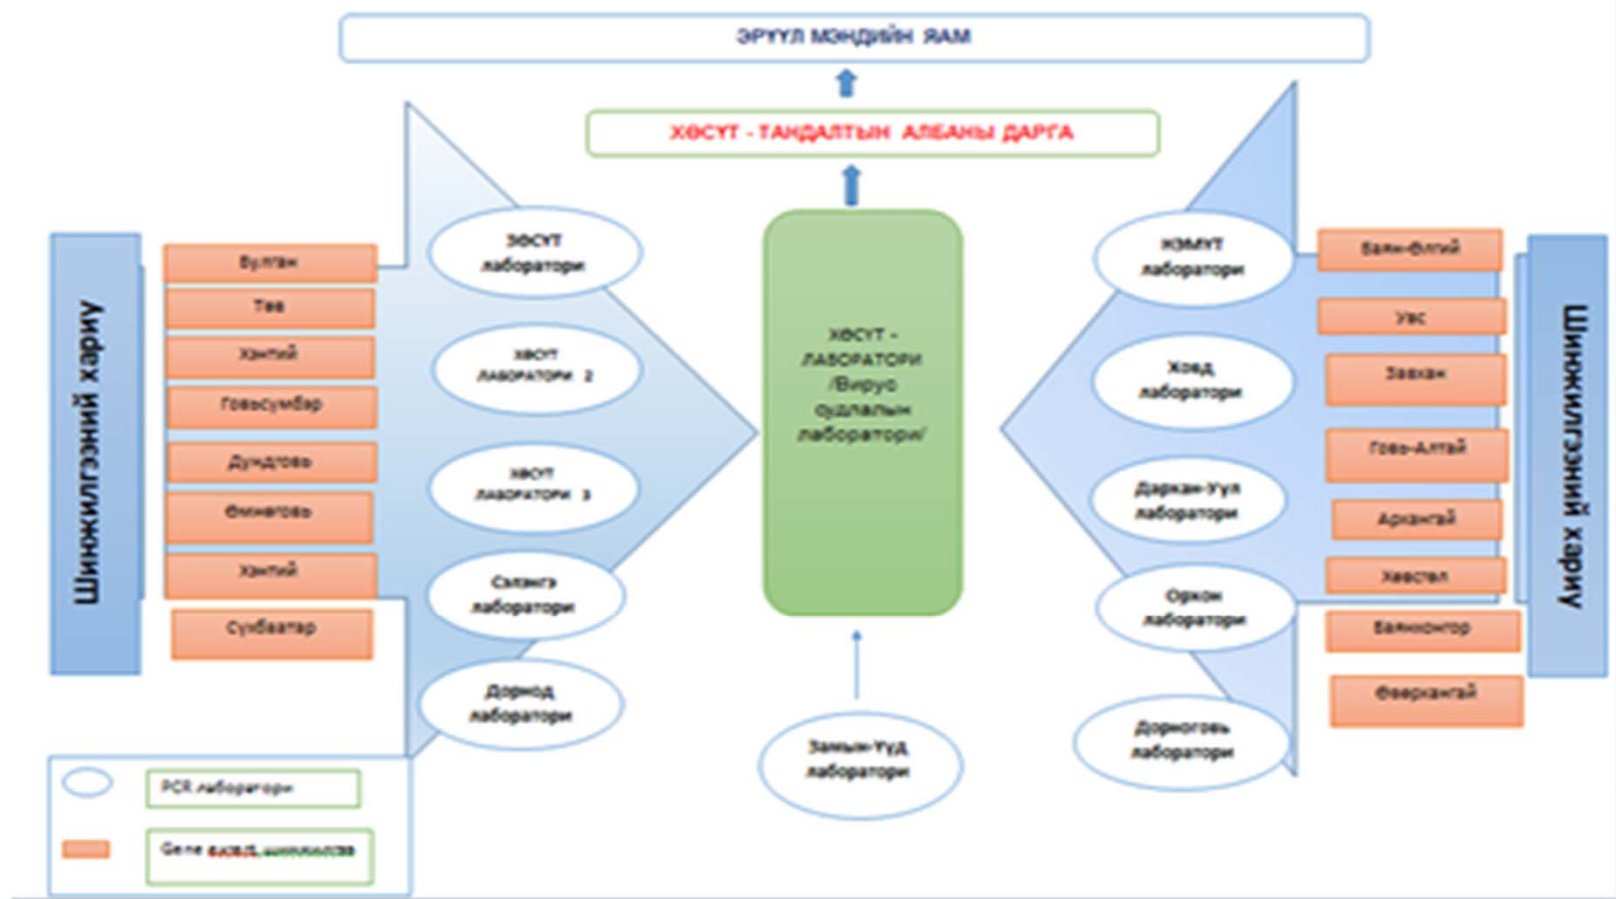 ЭРҮҮЛ МЭНДИЙН ЯАМ
ХӨСҮТ - ТАНДАЛТЫН АЛБАНЫ ДАРГА
Шинжилгээний хариу
Булган
Төв
Хэнтий
Говьсүмбэр
Дундговь
Өмнөговь
Хэнтий
Сүхбаатар
ЗӨСҮТ
лаборатори
ХӨСҮТ
ЛАБОРАТОРИ 2
ХӨСҮТ
ЛАБОРАТОРИ 3
Сэлэнгэ
лаборатори
Дорнод
лаборатори
ХӨСҮТ -
ЛАБОРАТОРИ
/Вирус
судлалын
лаборатори/
Замын-Үүд
лаборатори
НЭМҮТ
лаборатори
Ховд
лаборатори
Дархан-Уул
лаборатори
Орхон
лаборатори
Дорноговь
лаборатори
Баян-Өлгий
Увс
Завхан
Говь-Алтай
Архангай
Хөвсгөл
Баянхонгор
Өвөрхангай
Шинжилгээний хариу
PCR лаборатори
Gene шинжилгээ